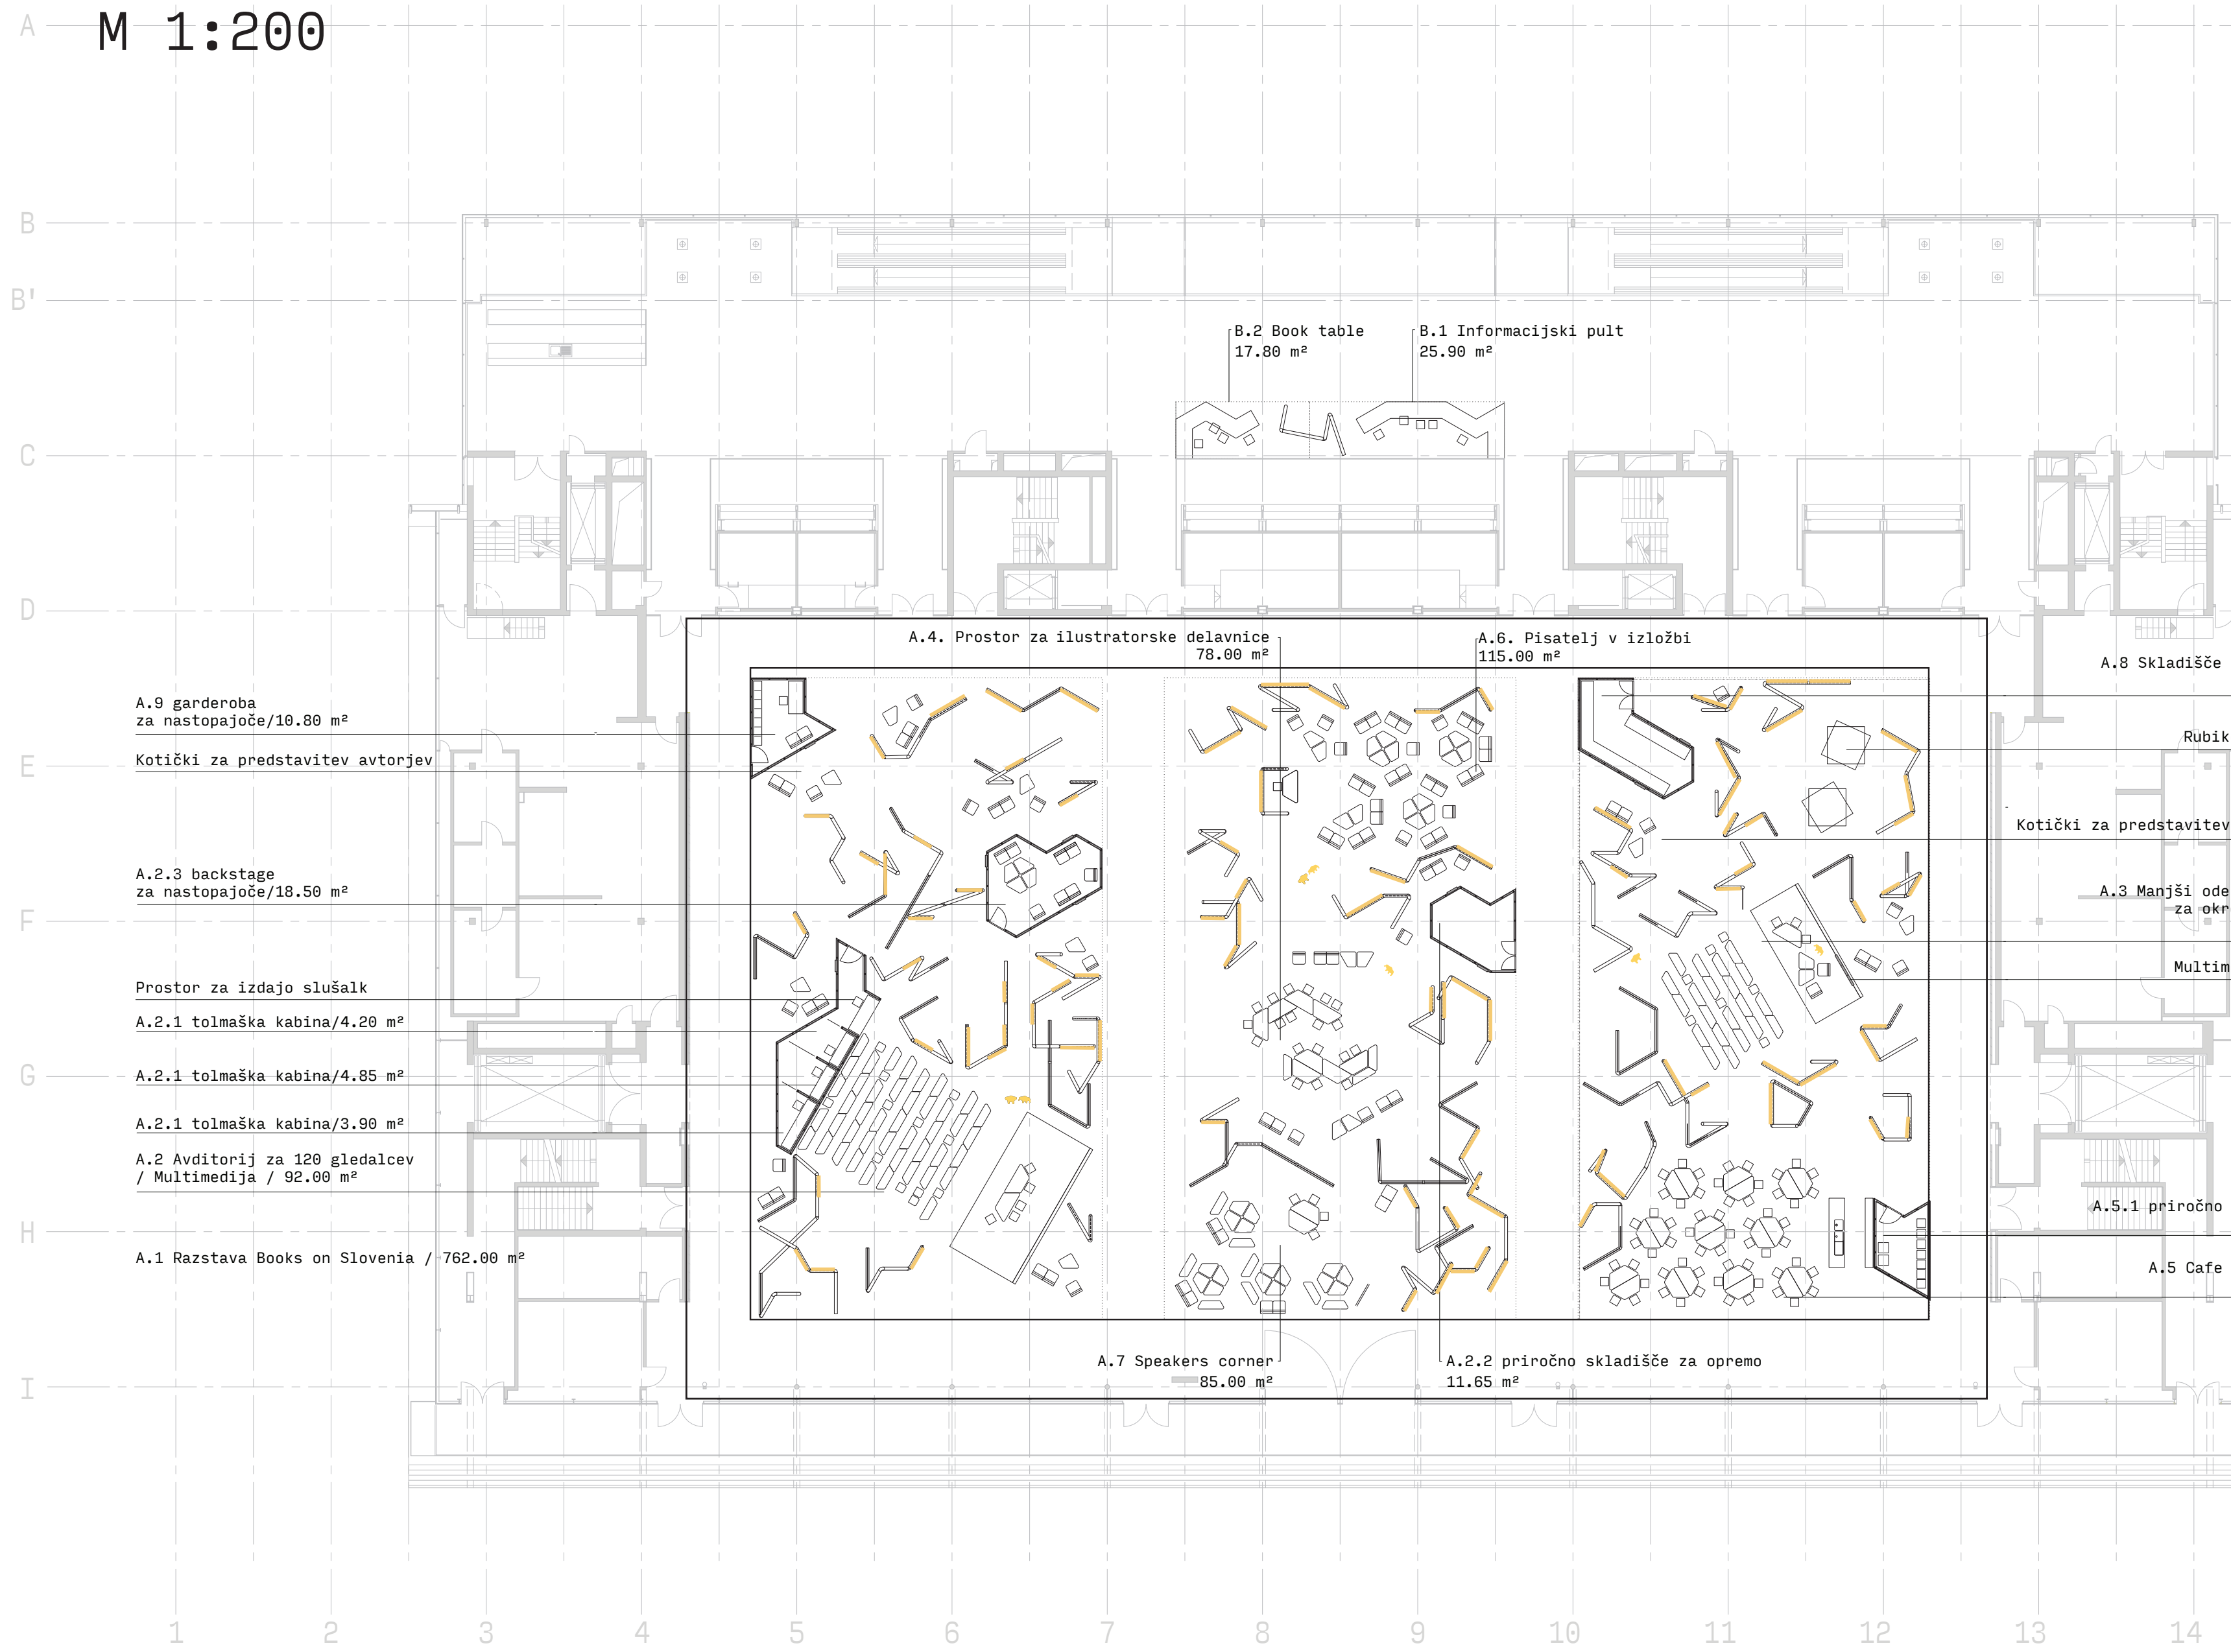 M 1:200
A
B
B'
C
D
E
F
G
H
I
B.2 Book table
17.80 m²
B.1 Informacijski pult
25.90 m²
A.4. Prostor za ilustratorske delavnice
78.00 m²
A.6. Pisatelj v izložbi
115.00 m²
A.9 garderoba
za nastopajoče/10.80 m²
Kotički za predstavitev avtorjev
A.2.3 backstage
za nastopajoče/18.50 m²
Prostor za izdajo slušalk
A.2.1 tolmaška kabina/4.20 m²
A.2.1 tolmaška kabina/4.85 m²
A.2.1 tolmaška kabina/3.90 m²
A.2 Avditorij za 120 gledalcev
/ Multimedija / 92.00 m²
A.1 Razstava Books on Slovenia / 762.00 m²
A.8 Skladišče
Rubik
Kotički za predstavitev
A.3 Manjši ode
za okr
Multim
A.5.1 priročno
A.5 Cafe
A.7 Speakers corner
85.00 m²
A.2.2 priročno skladišče za opremo
11.65 m²
1 2 3 4 5 6 7 8 9 10 11 12 13 14